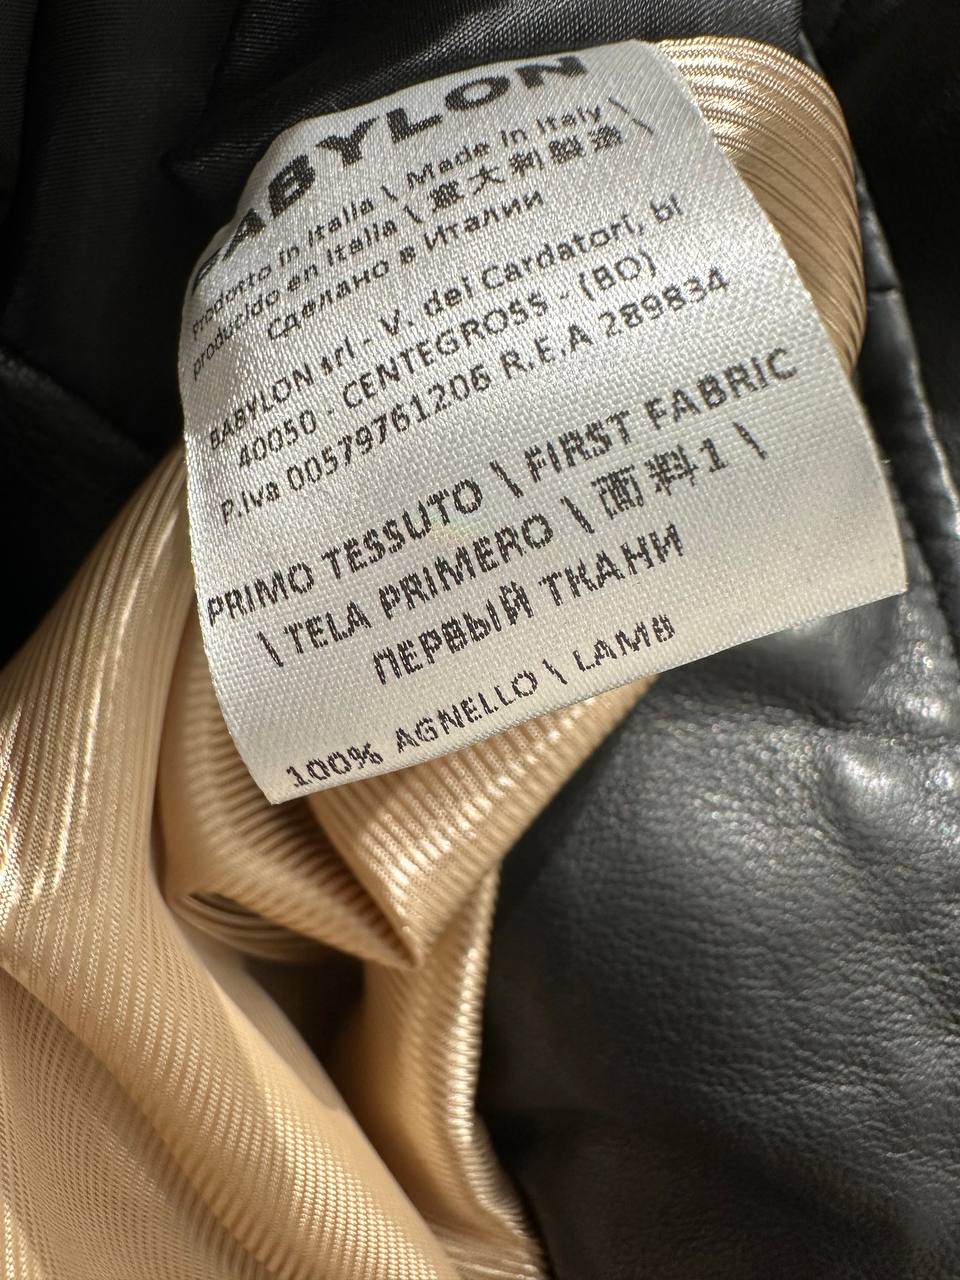 BABYLON
prodotto in Italia \ Made in Italy \
producido en Italia \ 意大利製造
Сделано в Италии
BABYLON srl - V. dei Cardatori, bl
40050 - CENTEGROSS - (BO)
P.Iva 00579761206 R.E.A 289834
PRIMO TESSUTO \ FIRST FABRIC
\ TELA PRIMERO \ 面料1 \
ПЕРВЫЙ ТКАНИ
100% AGNELLO \ LAMB